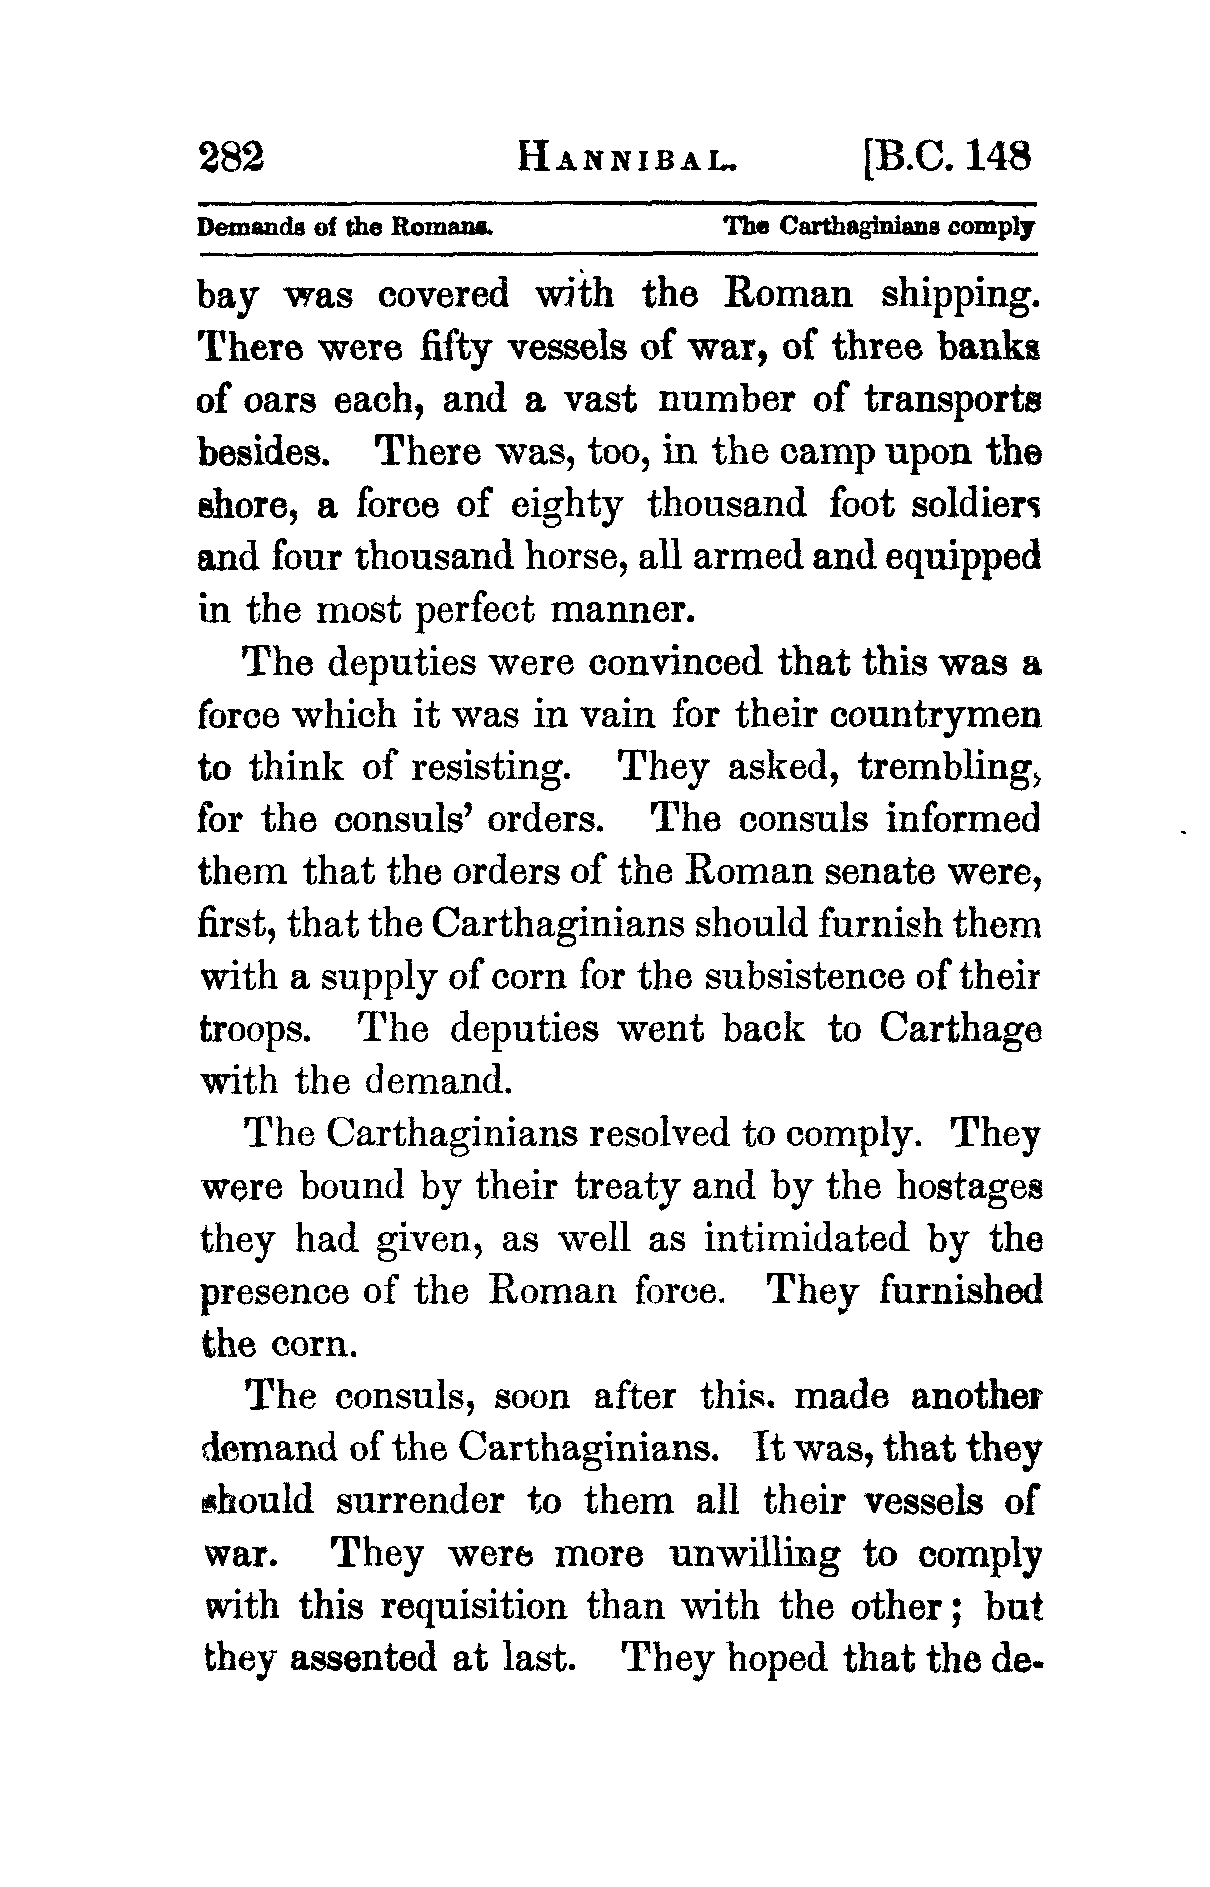 282 HANNIBAL. [B.C. 148
Demands of the Romans. The Carthaginians comply
bay was covered with the Roman shipping.
There were fifty vessels of war, of three banks
of oars each, and a vast number of transports
besides. There was, too, in the camp upon the
shore, a force of eighty thousand foot soldiers
and four thousand horse, all armed and equipped
in the most perfect manner.
The deputies were convinced that this was a
force which it was in vain for their countrymen
to think of resisting. They asked, trembling,
for the consuls' orders. The consuls informed
them that the orders of the Roman senate were,
first, that the Carthaginians should furnish them
with a supply of corn for the subsistence of their
troops. The deputies went back to Carthage
with the demand.
The Carthaginians resolved to comply. They
were bound by their treaty and by the hostages
they had given, as well as intimidated by the
presence of the Roman force. They furnished
the corn.
The consuls, soon after this. made another
demand of the Carthaginians. It was, that they
should surrender to them all their vessels of
war. They were more unwilling to comply
with this requisition than with the other; but
they assented at last. They hoped that the de-